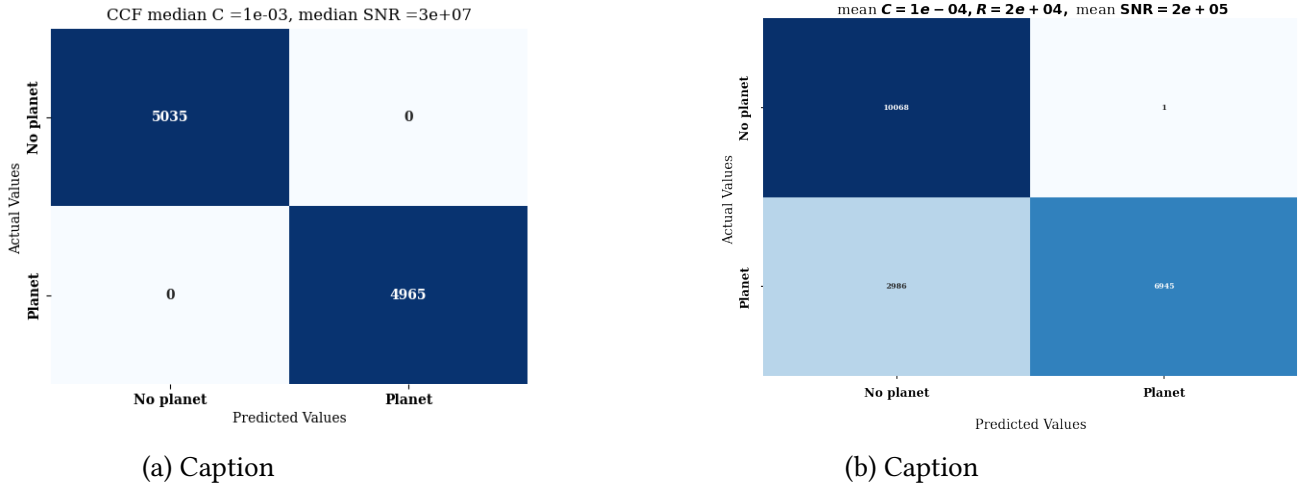 CCF median C =1e-03, median SNR =3e+07
Actual Values
No planet
Planet
5035
0
0
4965
No planet
Planet
Predicted Values
(a) Caption
mean C = 1e − 04, R = 2e + 04, mean SNR = 2e + 05
Actual Values
No planet
Planet
10068
1
2986
6945
No planet
Planet
Predicted Values
(b) Caption